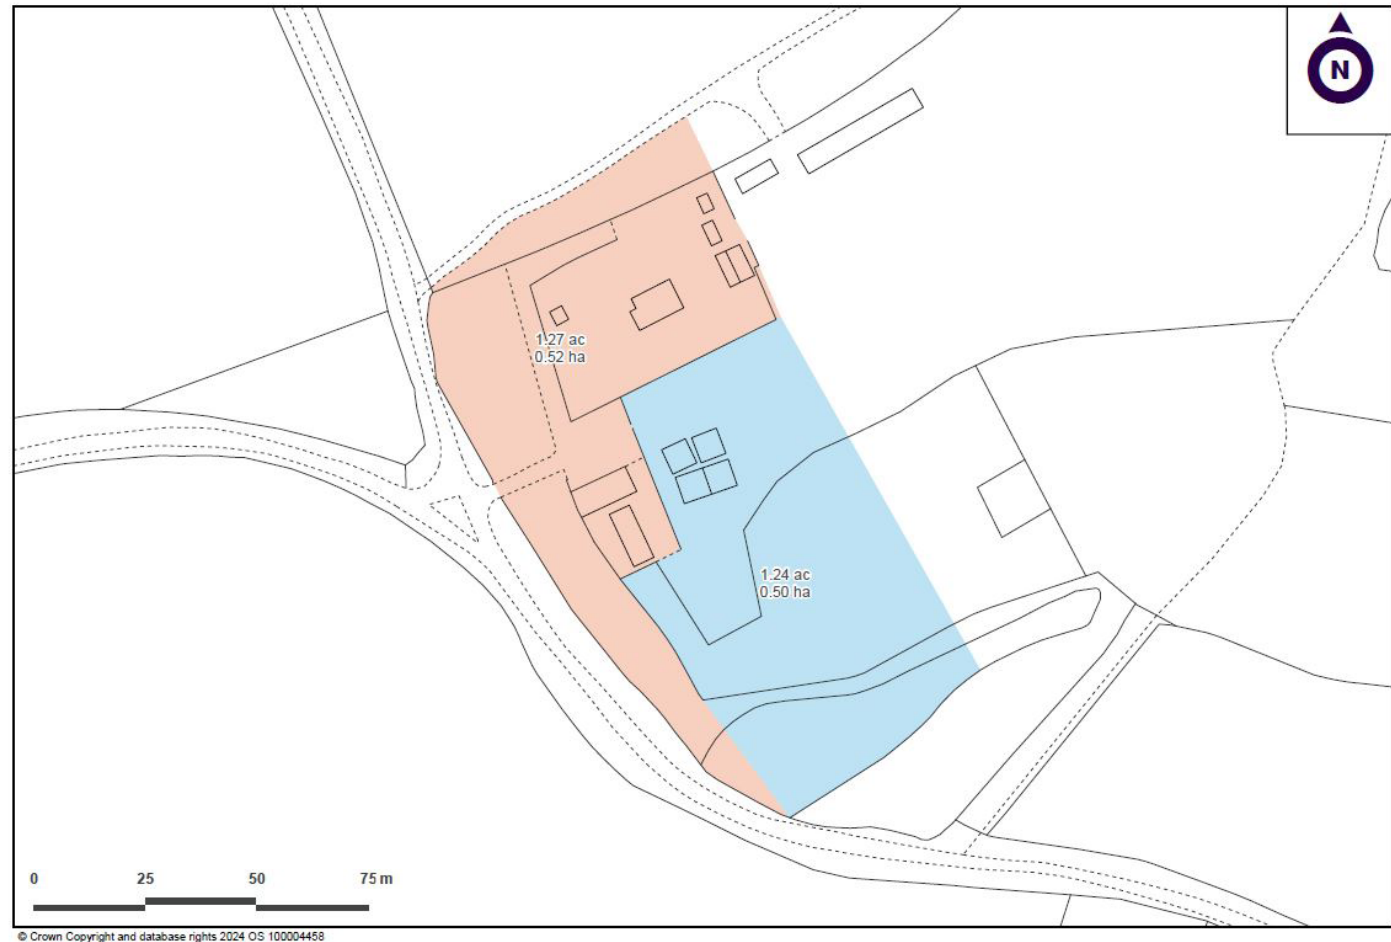 N
1.27 ac
0.52 ha
1.24 ac
0.50 ha
0 25 50 75 m
© Crown Copyright and database rights 2024 OS 100004458